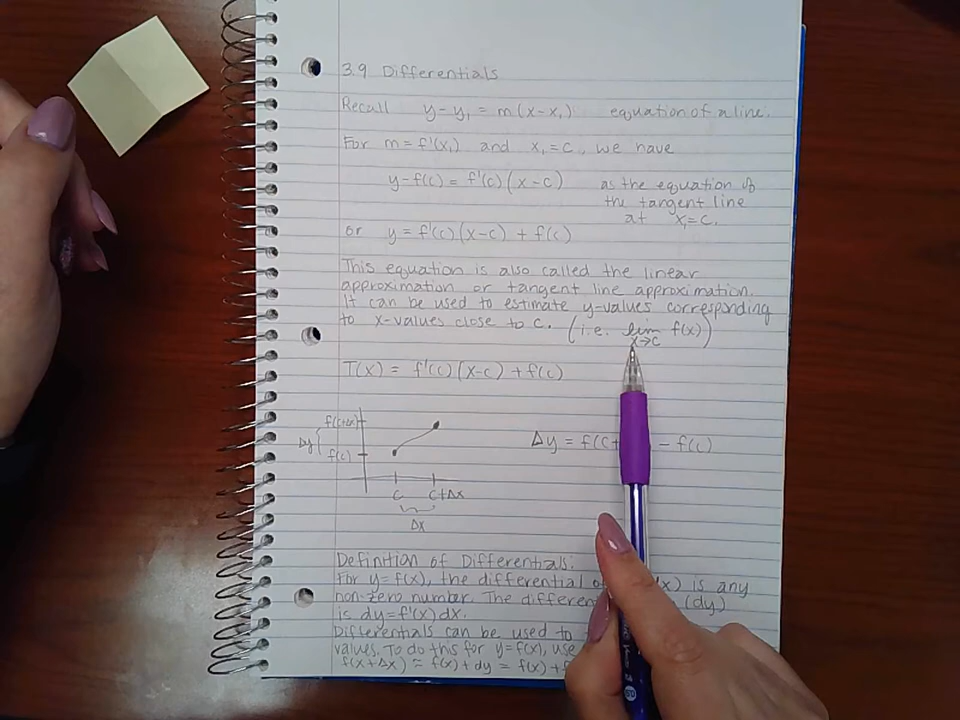 3.9 Differentials
Recall y-y₁ = m(x-x₁) equation of a line.
For m=f'(x₁) and x₁=c, we have
y-f(c) = f'(c)(x-c) as the equation of
the tangent line
at x₁=c.
or y = f'(c)(x-c) + f(c)
This equation is also called the linear
approximation or tangent line approximation.
It can be used to estimate y-values corresponding
to x-values close to c. (i.e. lim f(x))
x→c
T(x) = f'(c)(x-c) + f(c)
f(c+Δx)
Δy
f(c)
Δy = f(c+ - f(c)
c c+Δx
Δx
Definition of Differentials:
For y=f(x), the differential of x) is any
non-zero number. The (dy)
is dy=f'(x)dx.
Differentials can be used to
values. To do this for y=f(x), use
f(x+Δx) ≈ f(x)+dy = f(x)+